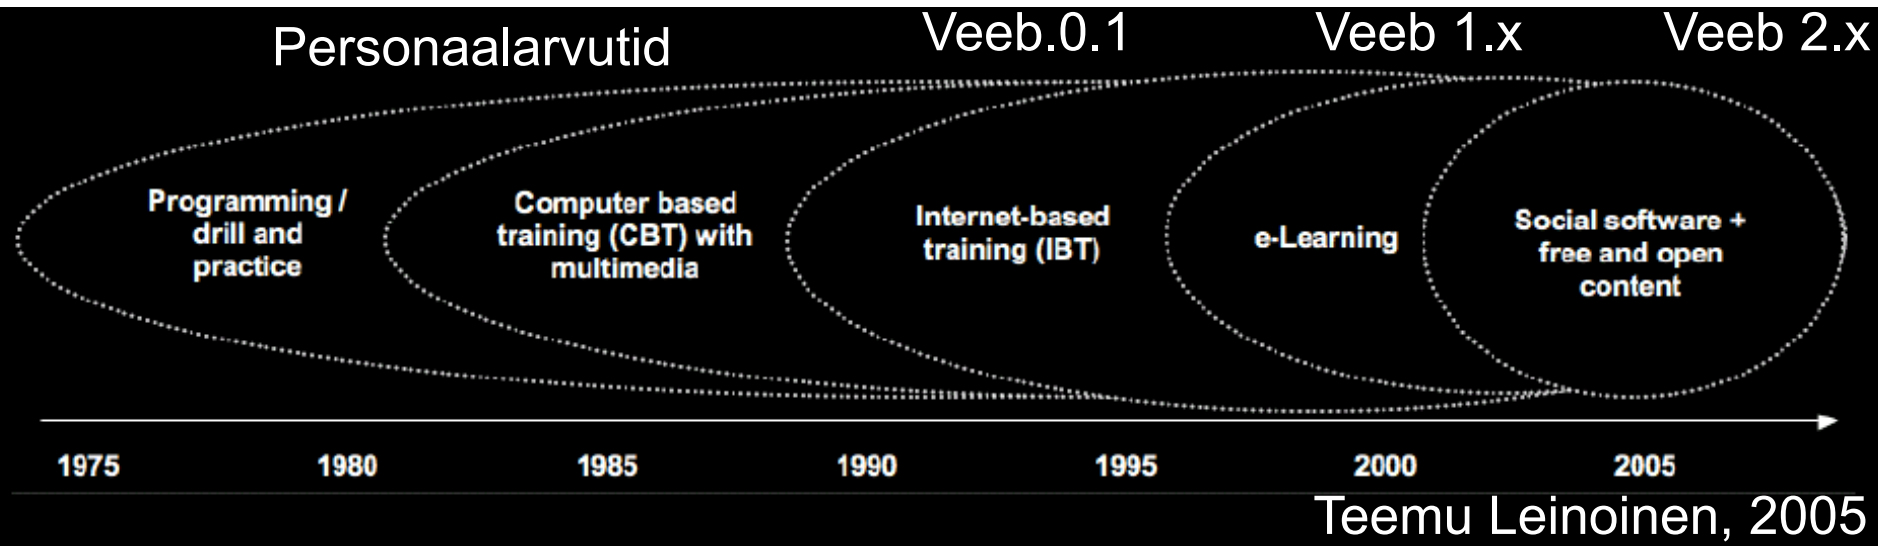 Personaalarvutid
Veeb.0.1
Veeb 1.x
Veeb 2.x
Programming /
drill and
practice
Computer based
training (CBT) with
multimedia
Internet-based
training (IBT)
e-Learning
Social software +
free and open
content
1975 1980 1985 1990 1995 2000 2005
Teemu Leinoinen, 2005